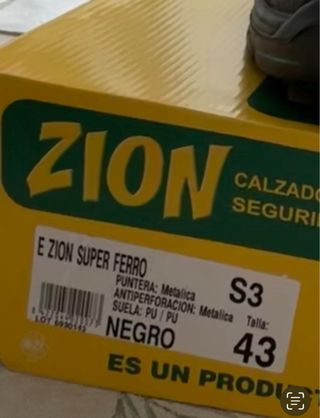 ZION
CALZADO
SEGURI
E ZION SUPER FERRO
PUNTERA: Metalica
ANTIPERFORACION: Metalica
SUELA: PU / PU
S3
Talla:
NEGRO
43
ES UN PRODU